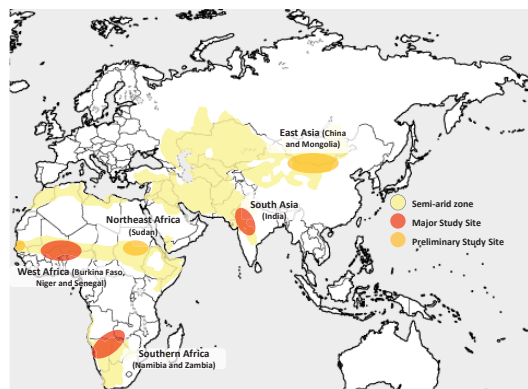 East Asia (China
and Mongolia)
South Asia
(India)
Northeast Africa
(Sudan)
West Africa (Burkina Faso,
Niger and Senegal)
Southern Africa
(Namibia and Zambia)
Semi-arid zone
Major Study Site
Preliminary Study Site